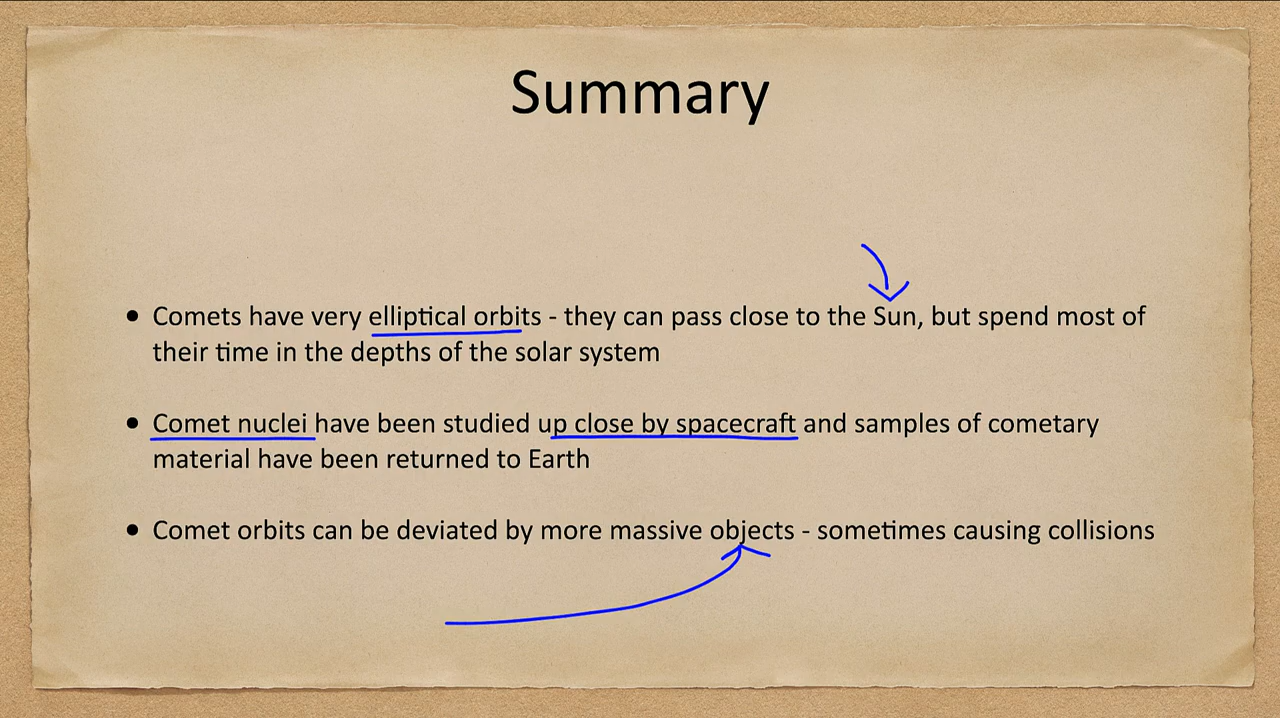 Summary
• Comets have very elliptical orbits - they can pass close to the Sun, but spend most of
their time in the depths of the solar system
• Comet nuclei have been studied up close by spacecraft and samples of cometary
material have been returned to Earth
• Comet orbits can be deviated by more massive objects - sometimes causing collisions